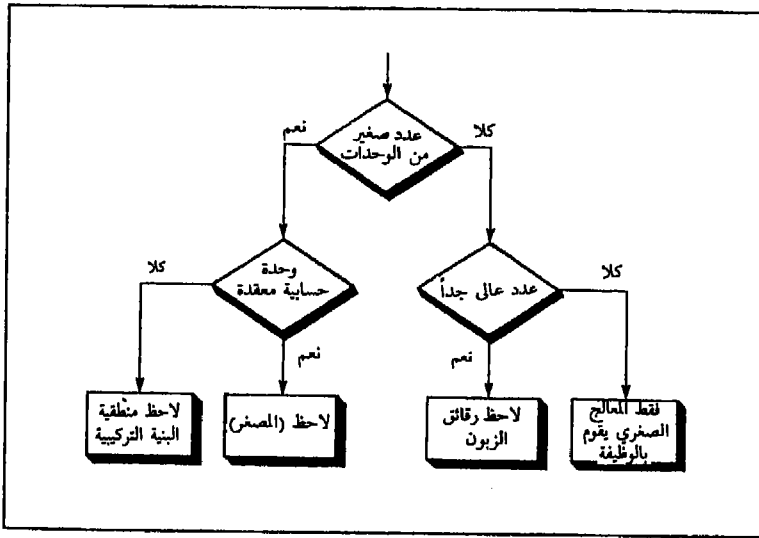 عدد صغير
من الوحدات
كلا
نعم
عدد عالى جداً
كلا
نعم
وحدة
حسابية معقدة
كلا
نعم
فقط المعالج
الصغري يقوم
بالوظيفة
لاحظ رقائق
الزبون
لاحظ (المصغر)
لاحظ منطقية
البنية التركيبية